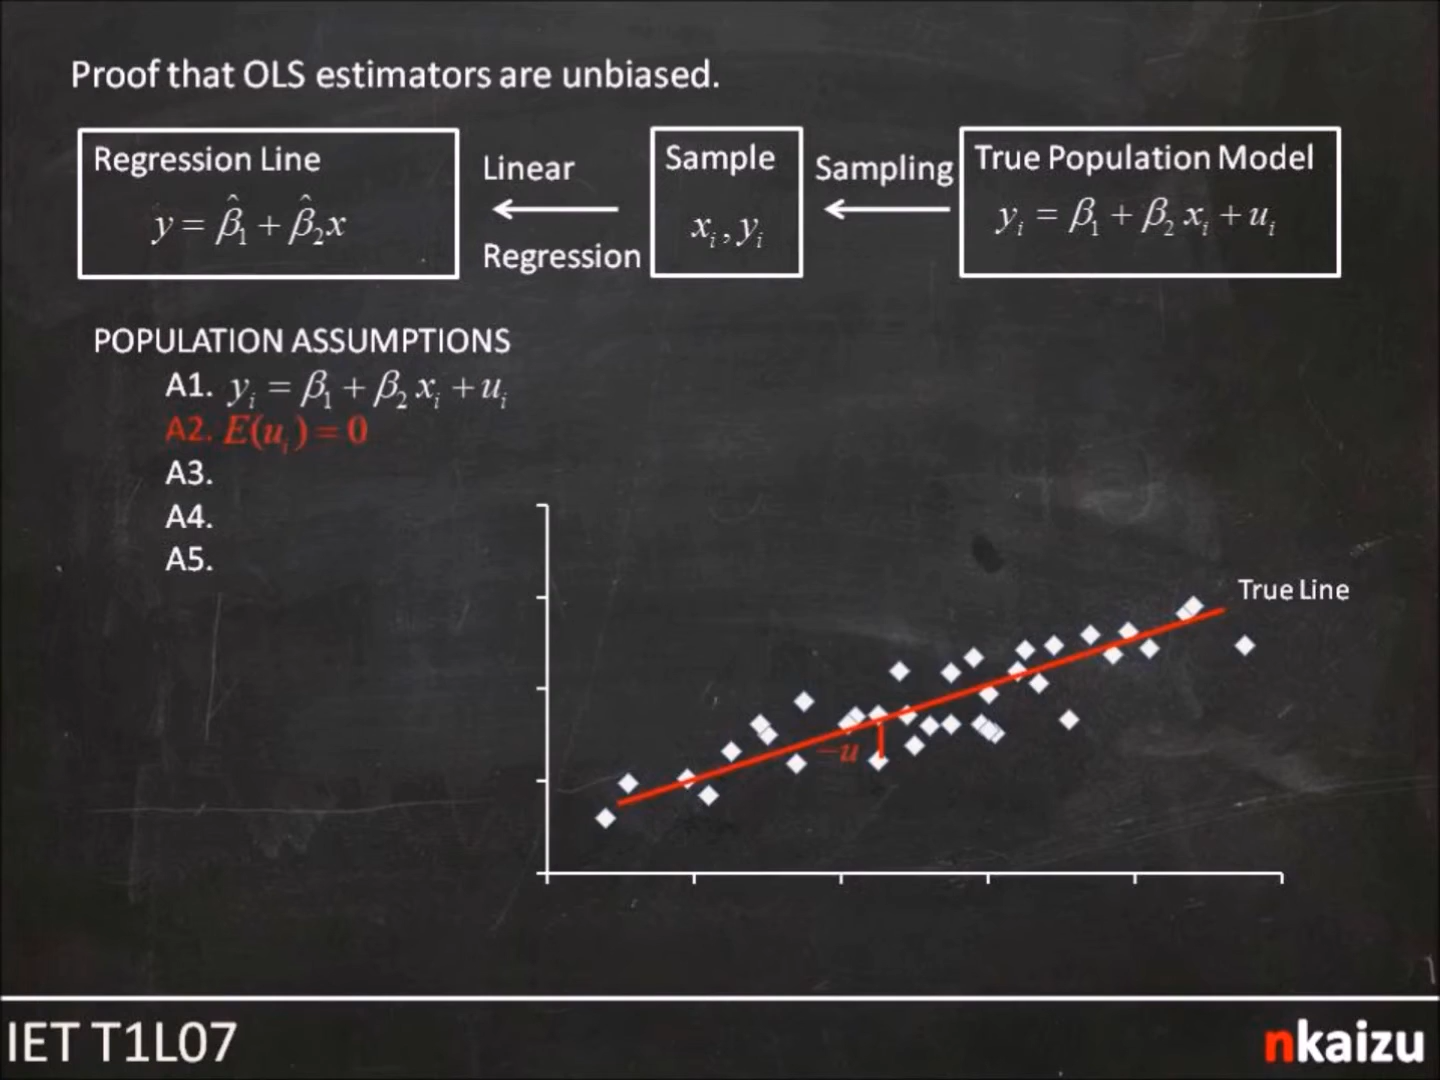 Proof that OLS estimators are unbiased.
Regression Line
y = β̂₁ + β̂₂x
Linear
Regression
Sample
xᵢ, yᵢ
Sampling
True Population Model
yᵢ = β₁ + β₂ xᵢ + uᵢ
POPULATION ASSUMPTIONS
A1. yᵢ = β₁ + β₂ xᵢ + uᵢ
A2. E(uᵢ) = 0
A3.
A4.
A5.
True Line
−u
IET T1L07
nkaizu